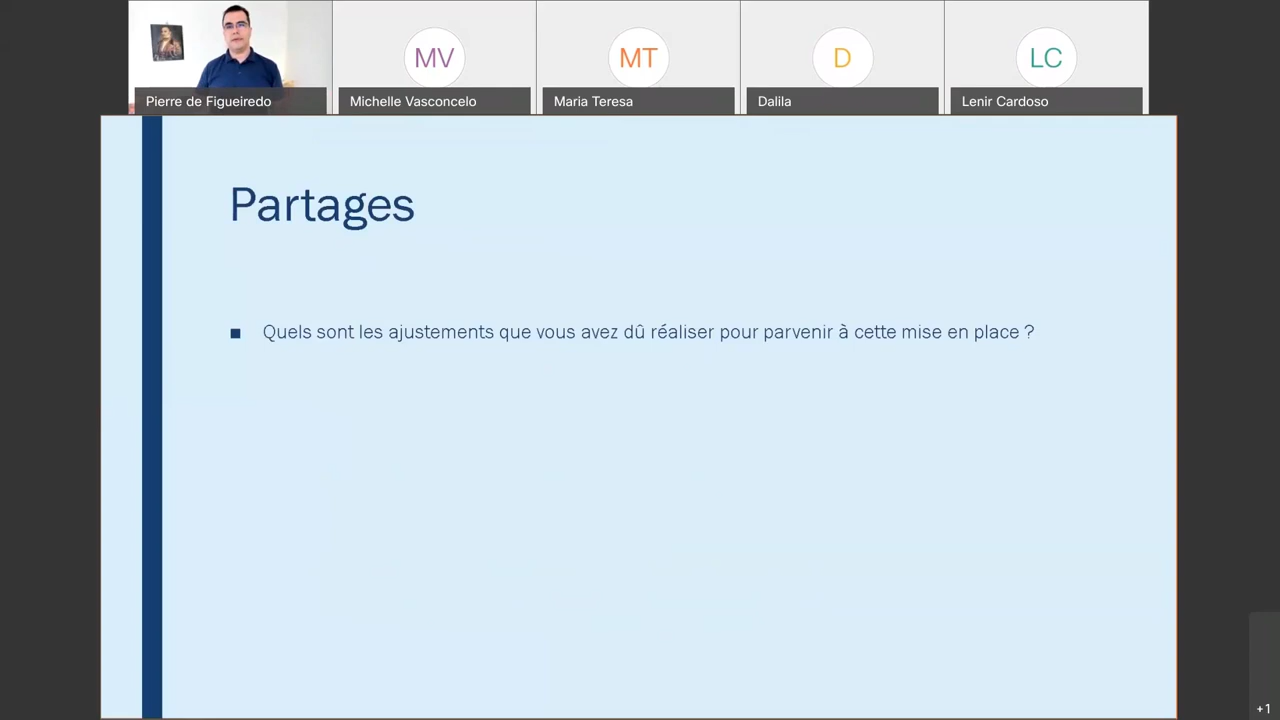 MV
MT
D
LC
Pierre de Figueiredo
Michelle Vasconcelo
Maria Teresa
Dalila
Lenir Cardoso
Partages
Quels sont les ajustements que vous avez dû réaliser pour parvenir à cette mise en place ?
+1